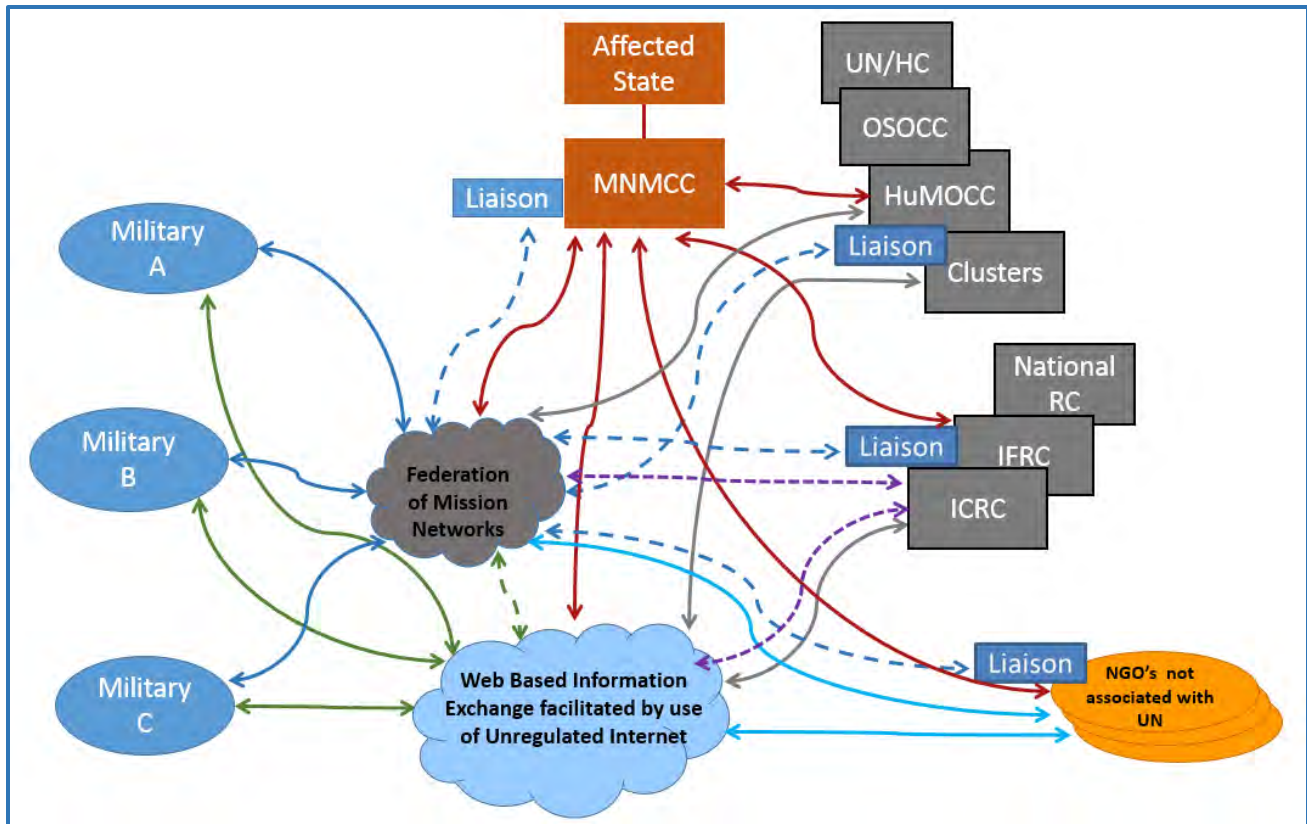 Affected
State
UN/HC
OSOCC
MNMCC
Liaison
HuMOCC
Liaison
Clusters
Military
A
National
RC
Military
B
Liaison
IFRC
Federation
of Mission
Networks
ICRC
Military
C
Web Based Information
Exchange facilitated by use
of Unregulated Internet
Liaison
NGO's not
associated with
UN